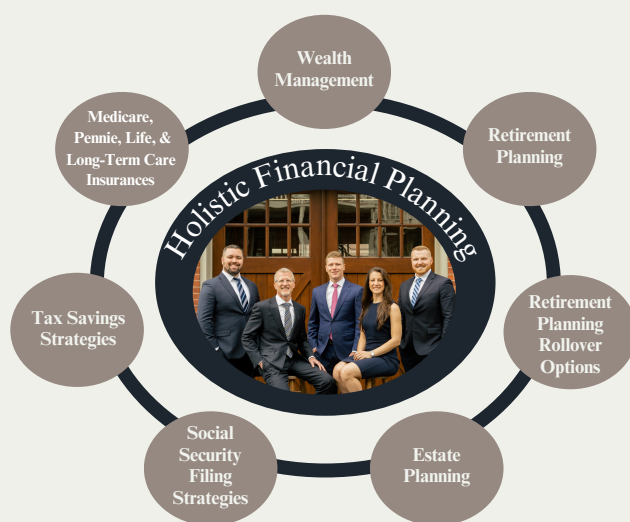 Holistic Financial Planning
Wealth
Management
Retirement
Planning
Retirement
Planning
Rollover
Options
Estate
Planning
Social
Security
Filing
Strategies
Tax Savings
Strategies
Medicare,
Pennie, Life, &
Long-Term Care
Insurances